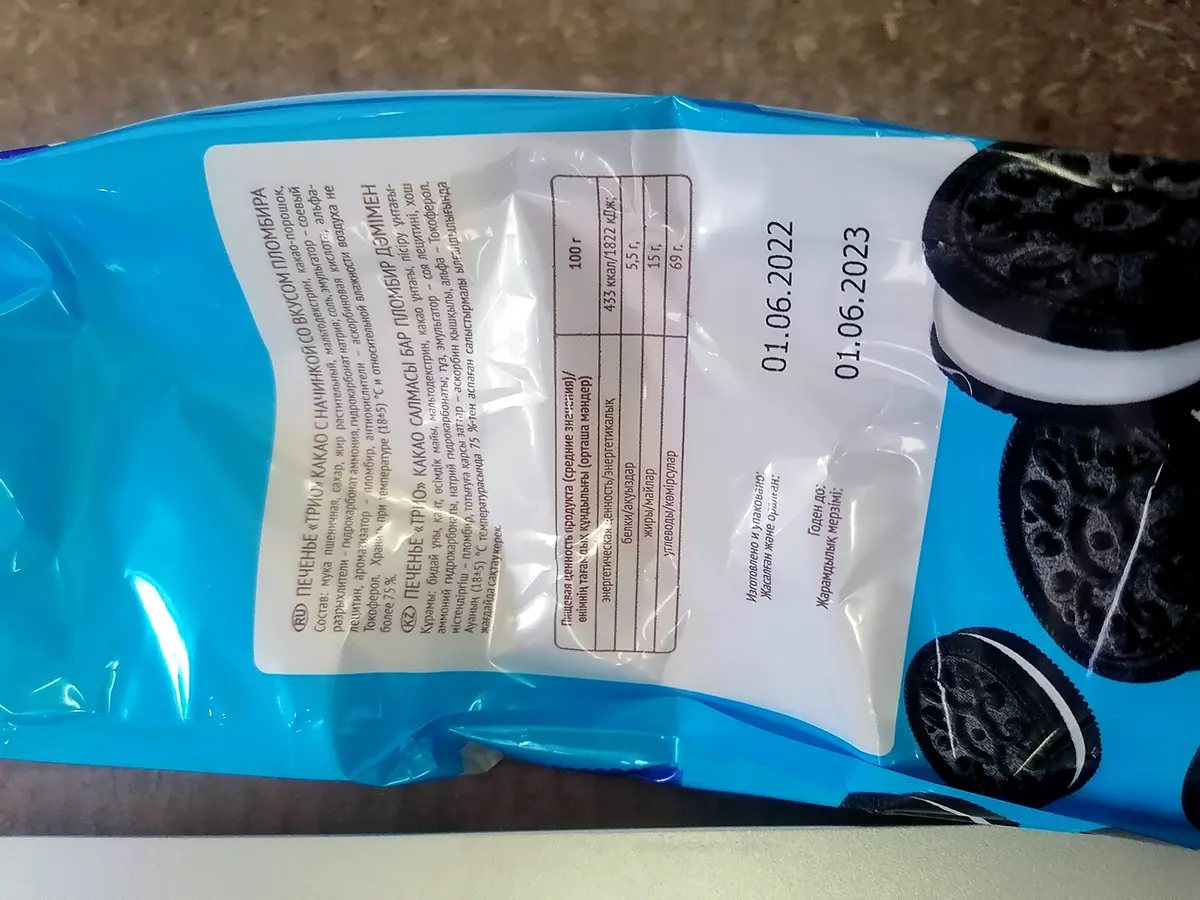 RU ПЕЧЕНЬЕ «ТРИО» КАКАО С НАЧИНКОЙ СО ВКУСОМ ПЛОМБИРА
Состав: мука пшеничная, сахар, жир растительный, мальтодекстрин, какао-порошок,
разрыхлители – гидрокарбонат аммония, гидрокарбонат натрия; соль, эмульгатор – соевый
лецитин, ароматизатор – пломбир, антиокислители – аскорбиновая кислота, альфа-
Токоферол. Хранить при температуре (18±5) °С и относительной влажности воздуха не
более 75 %.
KZ ПЕЧЕНЬЕ «ТРИО» КАКАО САЛМАСЫ БАР ПЛОМБИР ДӘМІМЕН
Құрамы: бидай ұны, қант, өсімдік майы, мальтодекстрин, какао ұнтағы, пісіру ұнтағы-
аммоний гидрокарбонаты, натрий гидрокарбонаты; тұз, эмульгатор – соя лецитині, хош
иістендіргіш – пломбир, тотығуға қарсы заттар – аскорбин қышқылы, альфа – Токоферол.
Ауаның (18±5) °С температурасында 75 %-тен аспаған салыстырмалы ылғалдылығында
жағдайда сақтау керек.
Пищевая ценность продукта (средние значения)/
өнімнің тағамдық құндылығы (орташа мәндер) 100 г
энергетическая ценность/энергетикалық 433 ккал/1822 кДж;
белки/ақуыздар 5,5 г,
жиры/майлар 15 г,
углеводы/көмірсулар 69 г.
Изготовлено и упаковано: 01.06.2022
Жасалған және оралған:
Годен до: 01.06.2023
Жарамдылық мерзімі: